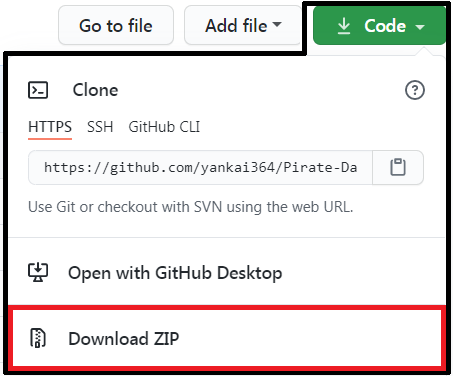 Go to file Add file Code
Clone
HTTPS SSH GitHub CLI
https://github.com/yankai364/Pirate-Da
Use Git or checkout with SVN using the web URL.
Open with GitHub Desktop
Download ZIP